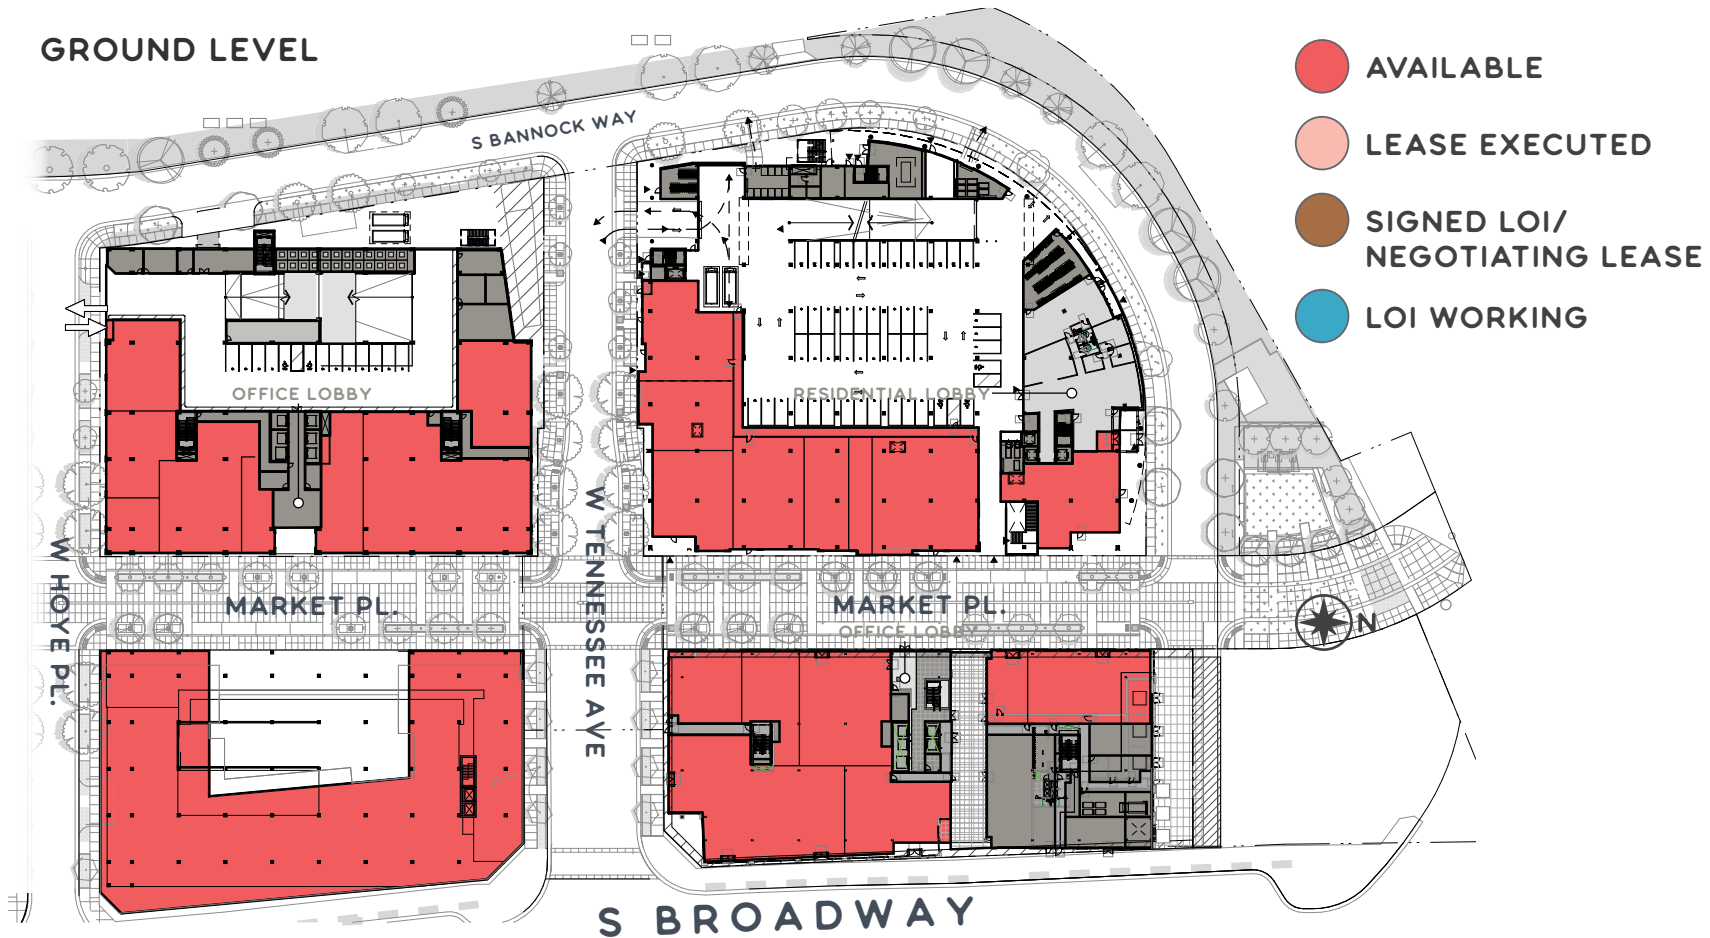 GROUND LEVEL
AVAILABLE
LEASE EXECUTED
SIGNED LOI/
NEGOTIATING LEASE
LOI WORKING
S BANNOCK WAY
OFFICE LOBBY
RESIDENTIAL LOBBY
W HOYE PL.
W TENNESSEE AVE
MARKET PL.
MARKET PL.
OFFICE LOBBY
N
S BROADWAY